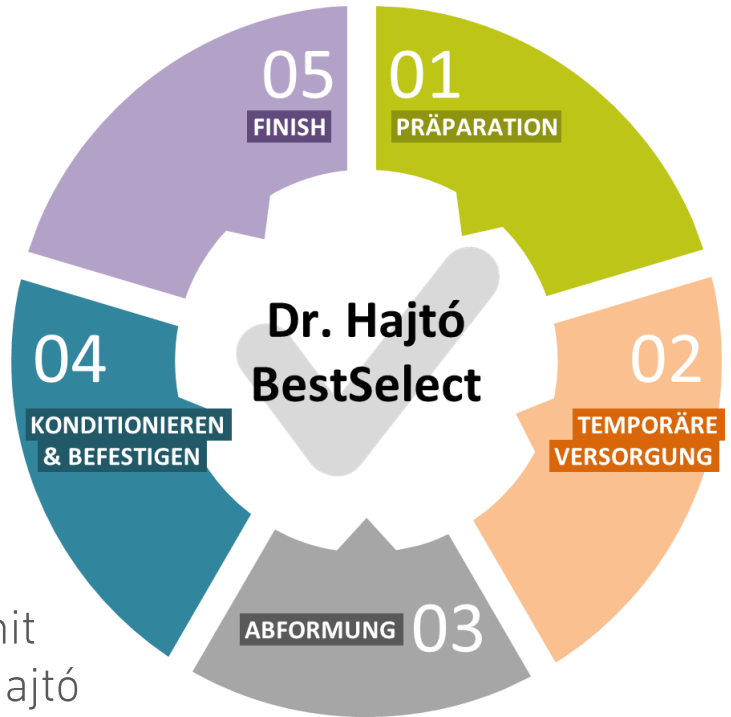 05
FINISH
01
PRÄPARATION
Dr. Hajtó
BestSelect
04
KONDITIONIEREN
& BEFESTIGEN
02
TEMPORÄRE
VERSORGUNG
ABFORMUNG 03